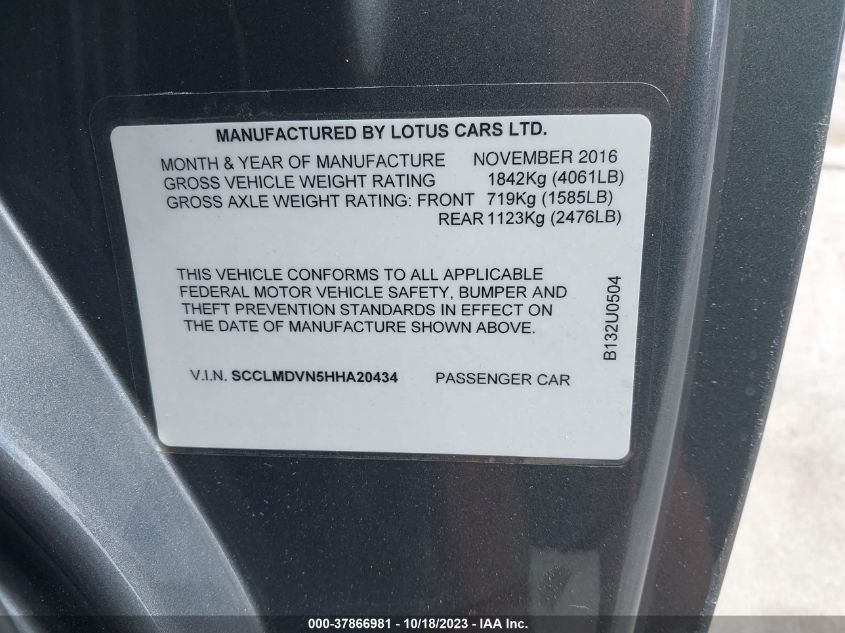 MANUFACTURED BY LOTUS CARS LTD.
MONTH & YEAR OF MANUFACTURE NOVEMBER 2016
GROSS VEHICLE WEIGHT RATING 1842Kg (4061LB)
GROSS AXLE WEIGHT RATING: FRONT 719Kg (1585LB)
REAR 1123Kg (2476LB)
THIS VEHICLE CONFORMS TO ALL APPLICABLE
FEDERAL MOTOR VEHICLE SAFETY, BUMPER AND
THEFT PREVENTION STANDARDS IN EFFECT ON
THE DATE OF MANUFACTURE SHOWN ABOVE.
V.I.N. SCCLMDVN5HHA20434 PASSENGER CAR
B132U0504
000-37866981 - 10/18/2023 - IAA Inc.